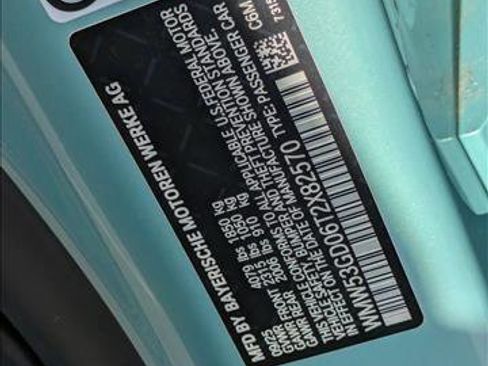 MFD BY BAYERISCHE MOTOREN WERKE AG
09/25
GVWR 4079 lbs 1850 kg
GAWR FRONT 2315 lbs 1050 kg
GAWR REAR 2006 lbs 910 kg
THIS VEHICLE CONFORMS TO ALL APPLICABLE U.S. FEDERAL MOTOR
VEHICLE SAFETY, BUMPER, AND THEFT PREVENTION STANDARDS
IN EFFECT ON THE DATE OF MANUFACTURE SHOWN ABOVE.
WMW53GD0612X82570 TYPE: PASSENGER CAR
C6M